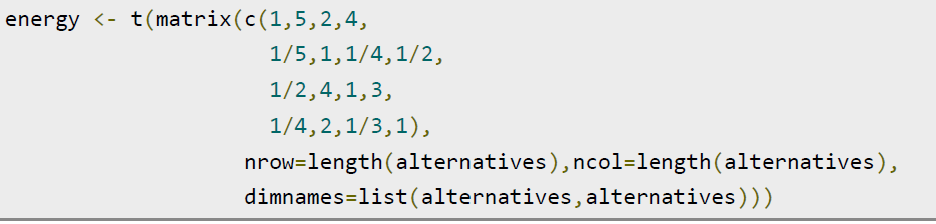 energy <- t(matrix(c(1,5,2,4,
1/5,1,1/4,1/2,
1/2,4,1,3,
1/4,2,1/3,1),
nrow=length(alternatives),ncol=length(alternatives),
dimnames=list(alternatives,alternatives)))